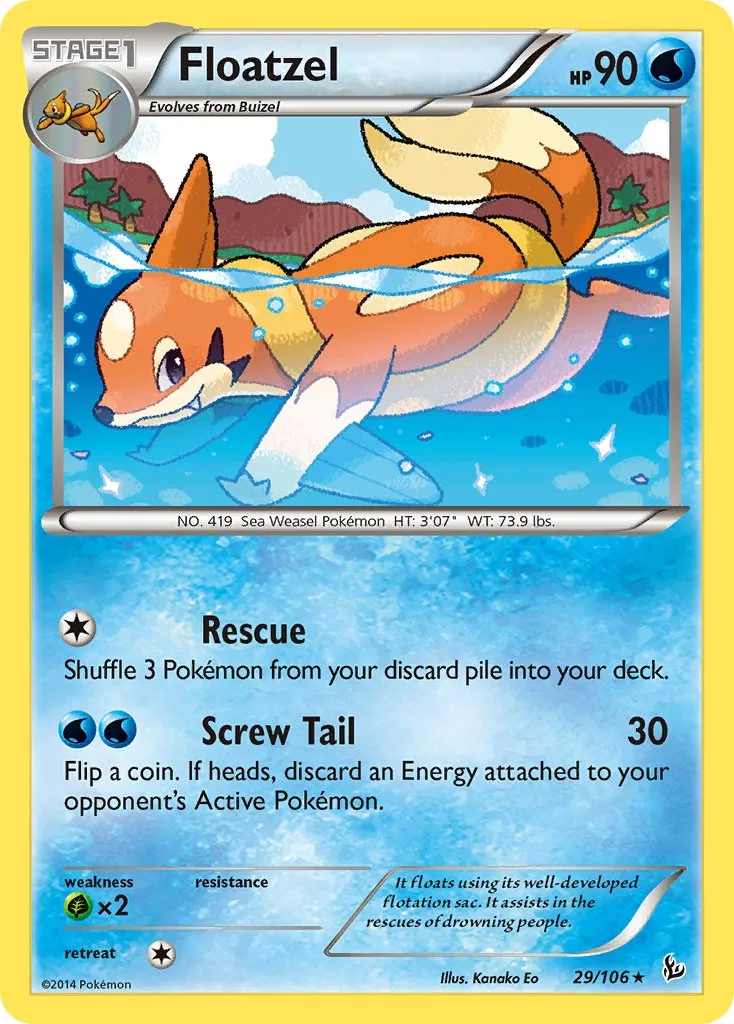 STAGE1
Floatzel
HP 90
Evolves from Buizel
NO. 419 Sea Weasel Pokémon HT: 3'07" WT: 73.9 lbs.
Rescue
Shuffle 3 Pokémon from your discard pile into your deck.
Screw Tail 30
Flip a coin. If heads, discard an Energy attached to your
opponent's Active Pokémon.
weakness
×2
resistance
retreat
It floats using its well-developed
flotation sac. It assists in the
rescues of drowning people.
©2014 Pokémon
Illus. Kanako Eo
29/106 ★